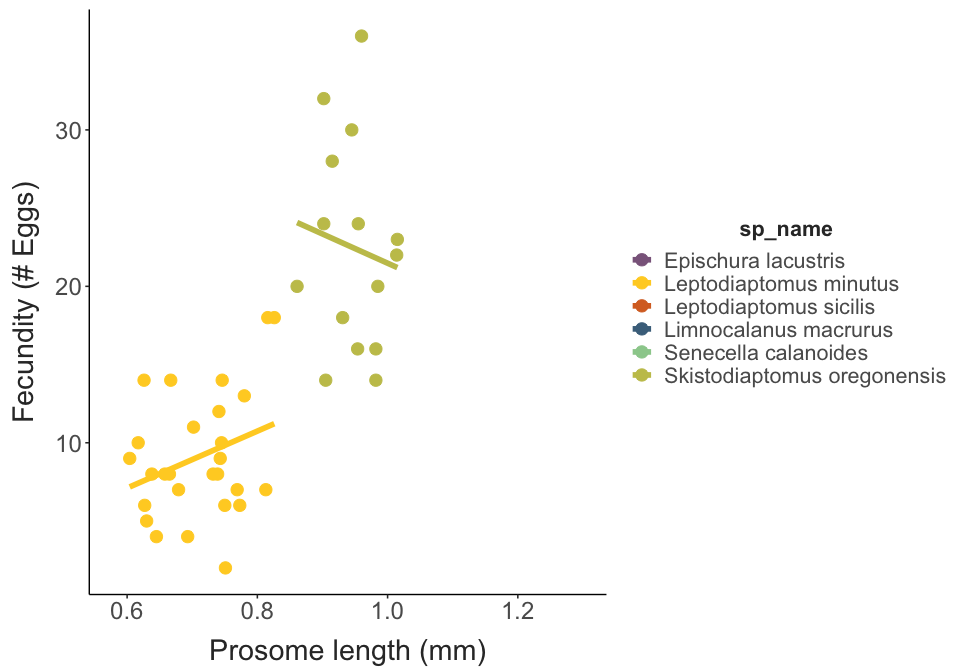 Fecundity (# Eggs)
30
20
10
0.6
0.8
1.0
1.2
Prosome length (mm)
sp_name
Epischura lacustris
Leptodiaptomus minutus
Leptodiaptomus sicilis
Limnocalanus macrurus
Senecella calanoides
Skistodiaptomus oregonensis